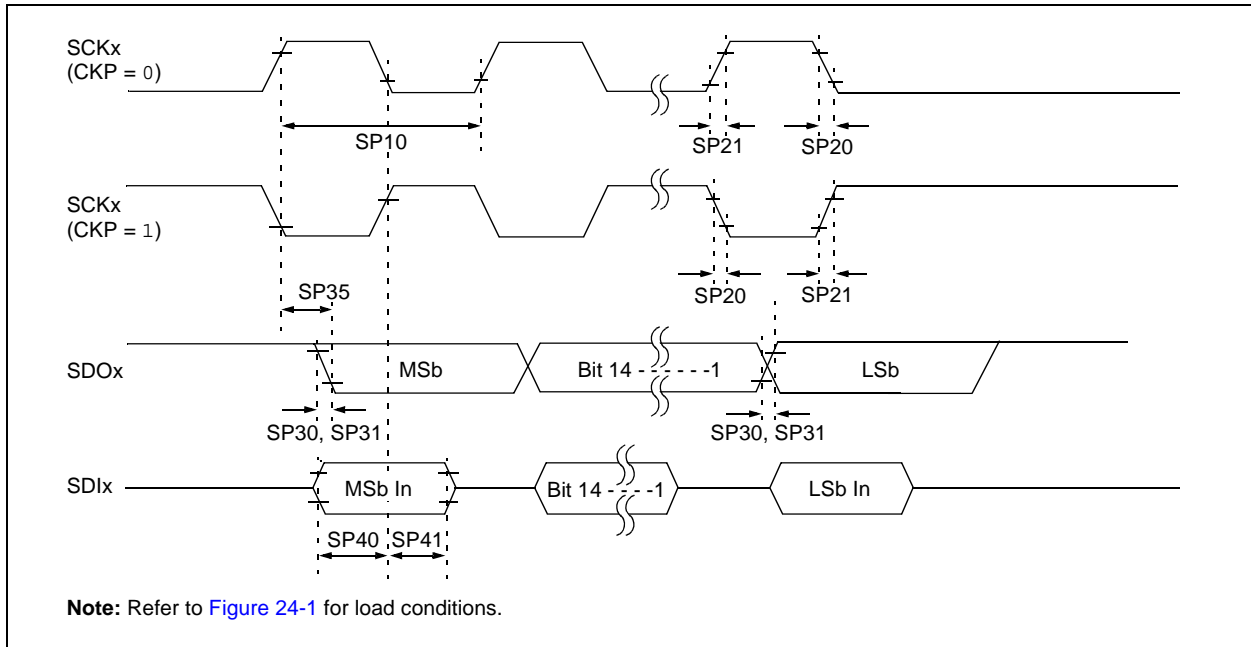 SCKx
(CKP = 0)
SP10
SP21
SP20
SCKx
(CKP = 1)
SP35
SP20
SP21
SDOx
MSb
Bit 14 - - - - - -1
LSb
SP30, SP31
SP30, SP31
SDIx
MSb In
Bit 14 - - - -1
LSb In
SP40
SP41
Note: Refer to Figure 24-1 for load conditions.